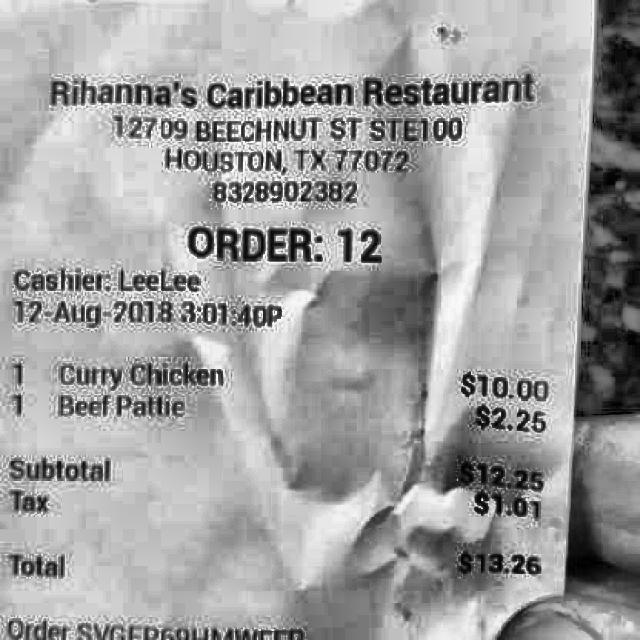 Rihanna's Caribbean Restaurant
12709 BEECHNUT ST STE100
HOUSTON, TX 77072
8328902382
ORDER: 12
Cashier: LeeLee
12-Aug-2018 3:01:40P
1 Curry Chicken $10.00
1 Beef Pattie $2.25
Subtotal $12.25
Tax $1.01
Total $13.26
Order